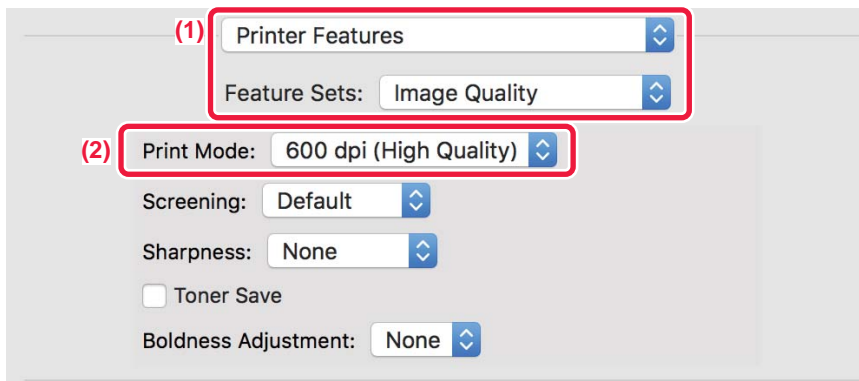 (1) Printer Features
Feature Sets: Image Quality
(2) Print Mode: 600 dpi (High Quality)
Screening: Default
Sharpness: None
Toner Save
Boldness Adjustment: None